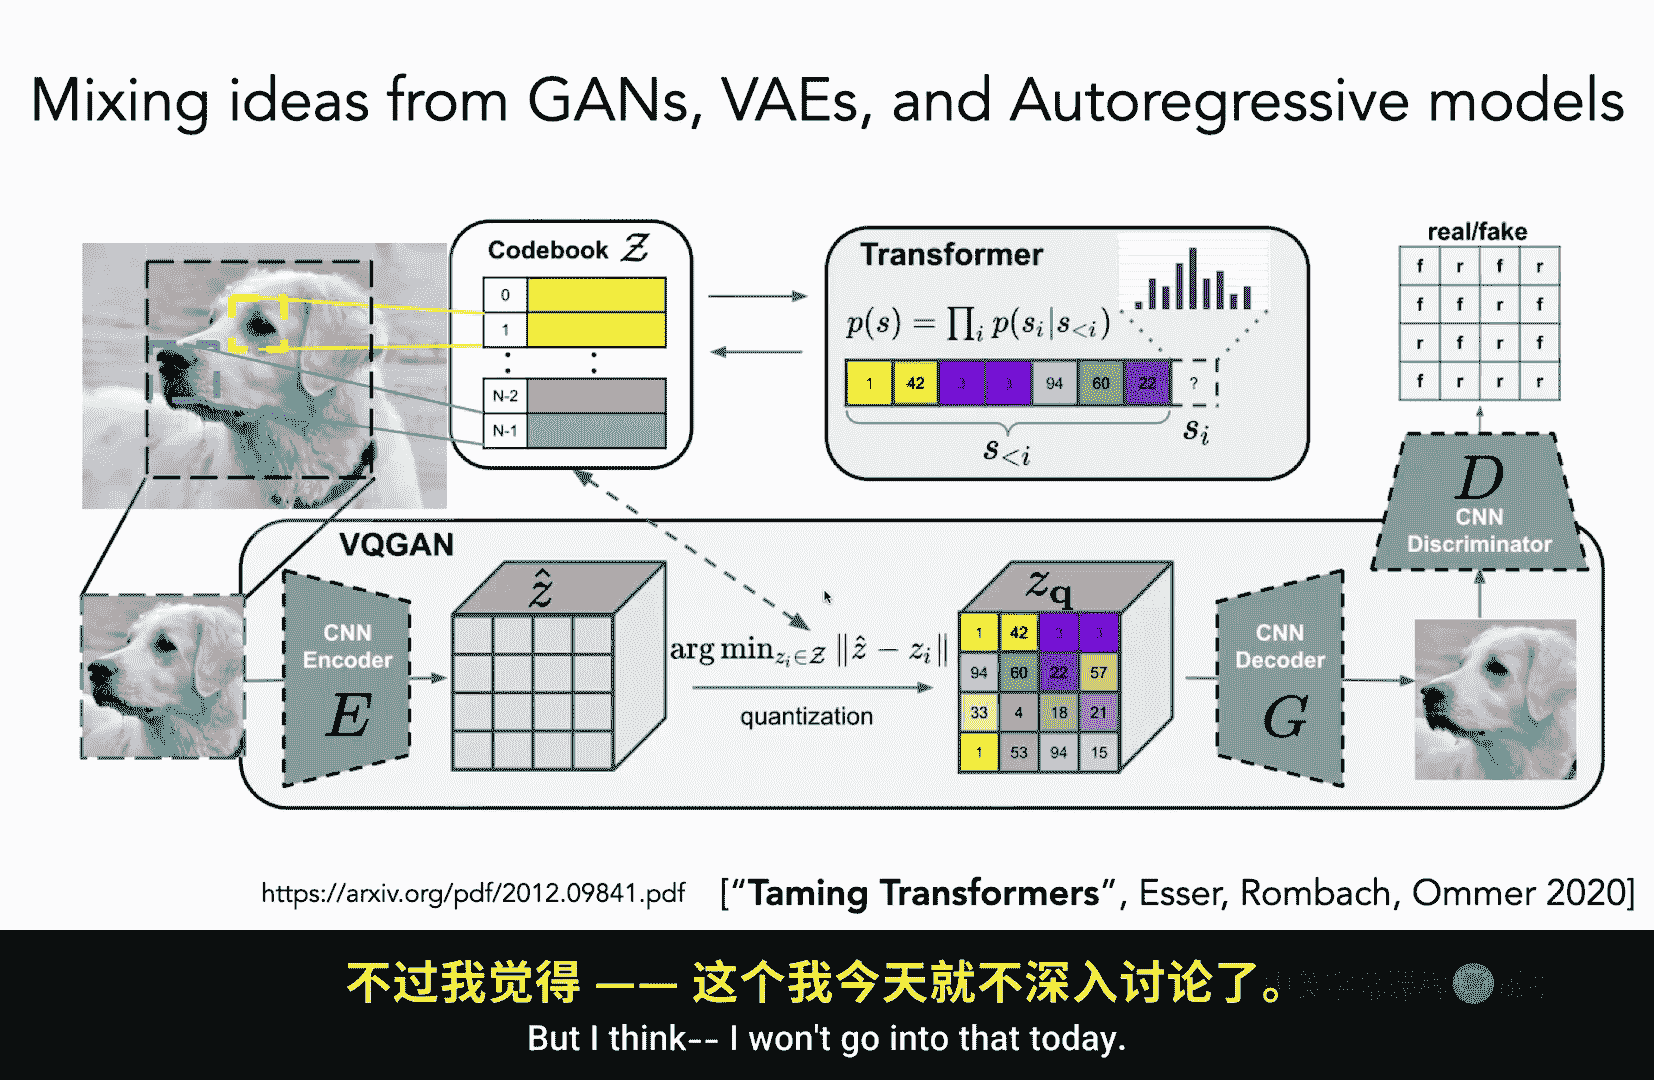 Mixing ideas from GANs, VAEs, and Autoregressive models
Codebook 𝒵
0
1
N-2
N-1
Transformer
p(s) = ∏ᵢ p(sᵢ|s<ᵢ)
1 42 3 3 94 60 22 ?
s<ᵢ
sᵢ
real/fake
f r f r
f f r f
r f r f
f r r r
D
CNN
Discriminator
VQGAN
CNN
Encoder
E
ẑ
arg min_{zᵢ∈𝒵} ‖ẑ − zᵢ‖
quantization
z_q
1 42 3 3
94 60 22 57
33 4 18 21
1 53 94 15
CNN
Decoder
G
https://arxiv.org/pdf/2012.09841.pdf [“Taming Transformers”, Esser, Rombach, Ommer 2020]
不过我觉得 —— 这个我今天就不深入讨论了。
But I think-- I won't go into that today.